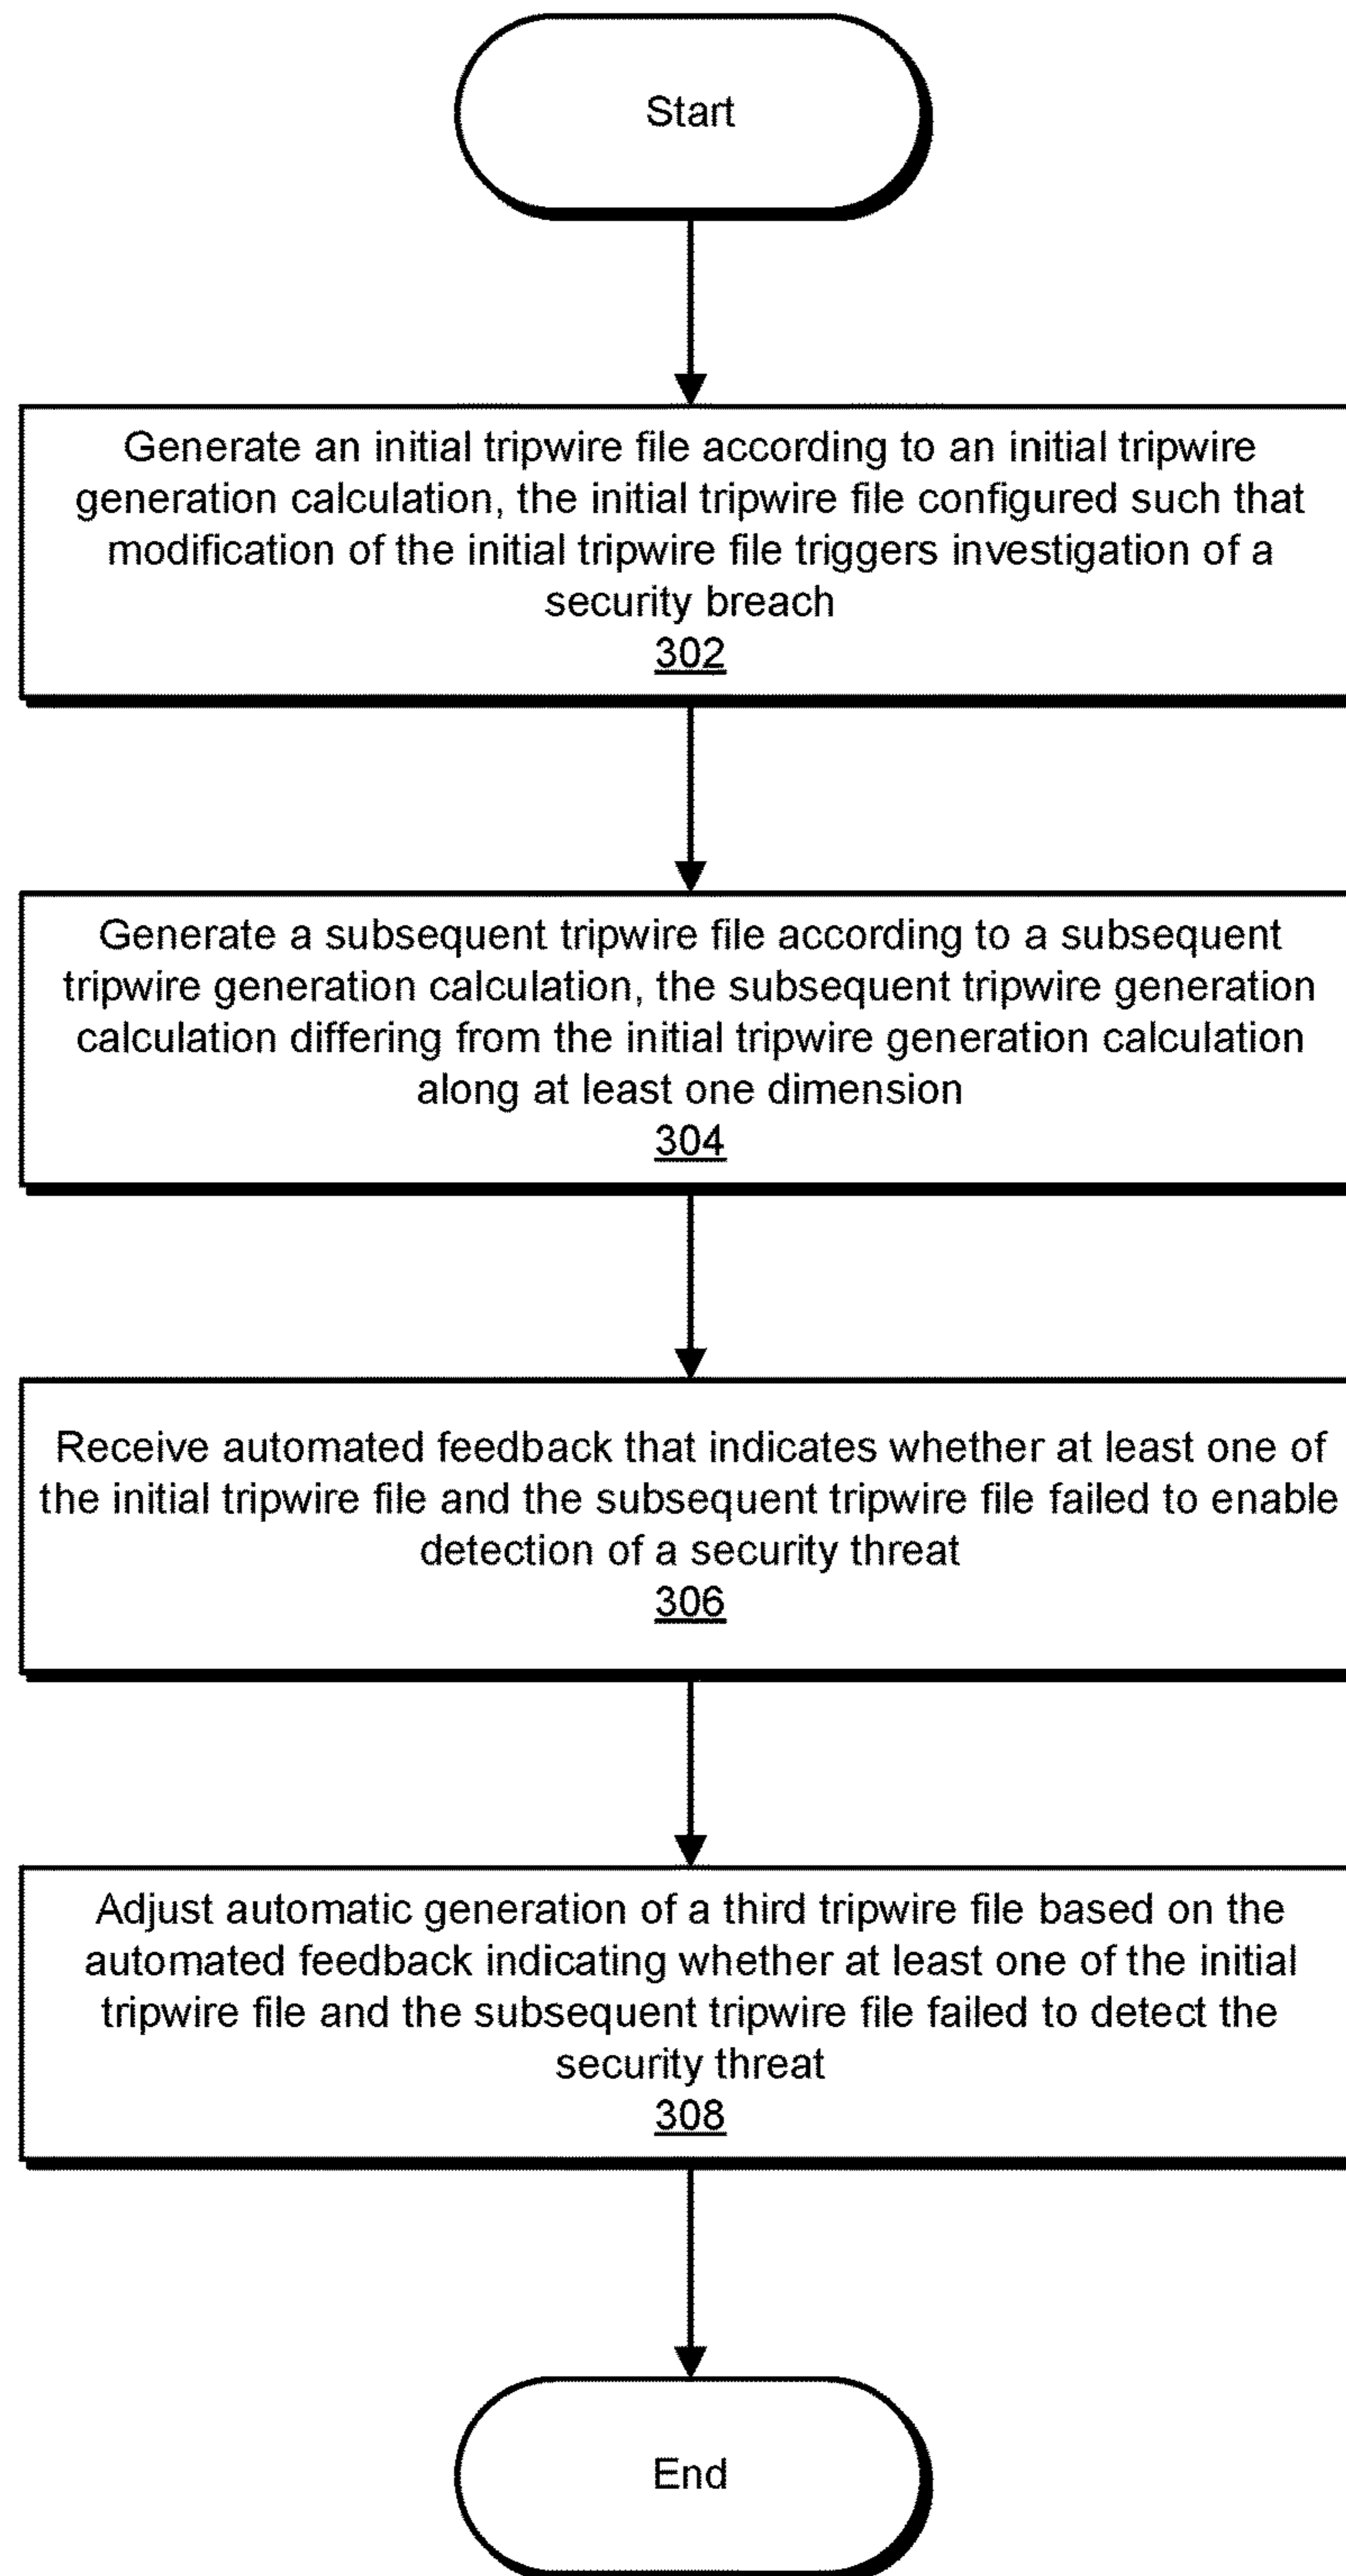 Start
Generate an initial tripwire file according to an initial tripwire
generation calculation, the initial tripwire file configured such that
modification of the initial tripwire file triggers investigation of a
security breach
302
Generate a subsequent tripwire file according to a subsequent
tripwire generation calculation, the subsequent tripwire generation
calculation differing from the initial tripwire generation calculation
along at least one dimension
304
Receive automated feedback that indicates whether at least one of
the initial tripwire file and the subsequent tripwire file failed to enable
detection of a security threat
306
Adjust automatic generation of a third tripwire file based on the
automated feedback indicating whether at least one of the initial
tripwire file and the subsequent tripwire file failed to detect the
security threat
308
End